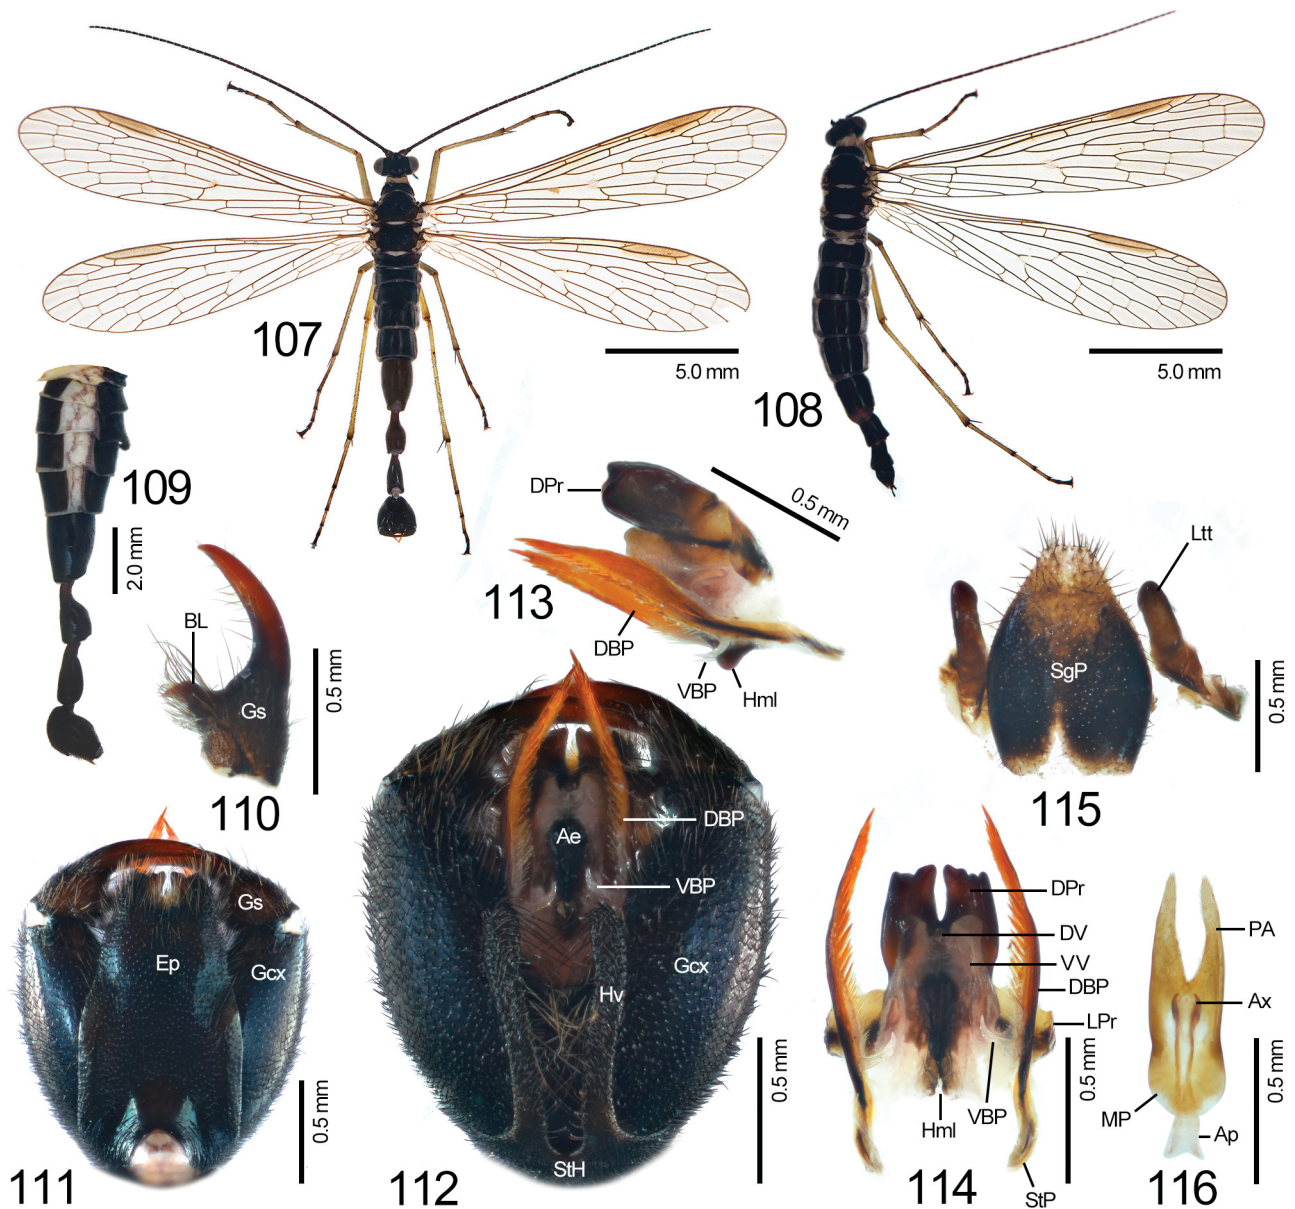 107
5.0 mm
108
5.0 mm
109
2.0 mm
BL
Gs
0.5 mm
110
DPr
0.5 mm
113
DBP
VBP
Hml
Ltt
SgP
0.5 mm
115
Gs
Ep
Gcx
0.5 mm
111
Ae
DBP
VBP
Gcx
Hv
StH
0.5 mm
112
DPr
DV
VV
DBP
LPr
0.5 mm
VBP
Hml
StP
114
PA
Ax
MP
Ap
0.5 mm
116